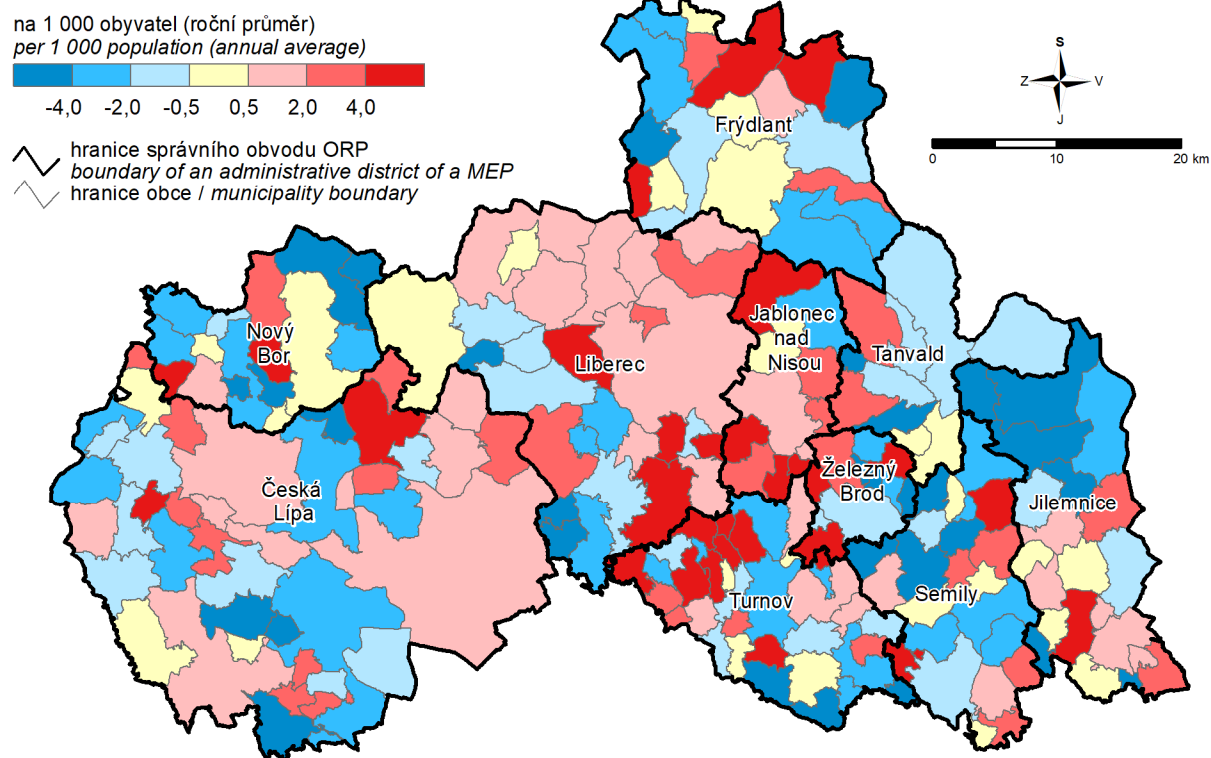 na 1 000 obyvatel (roční průměr)
per 1 000 population (annual average)
-4,0 -2,0 -0,5 0,5 2,0 4,0
hranice správního obvodu ORP
boundary of an administrative district of a MEP
hranice obce / municipality boundary
S
Z V
J
0 10 20 km
Frýdlant
Nový
Bor
Liberec
Jablonec
nad
Nisou
Tanvald
Česká
Lípa
Železný
Brod
Jilemnice
Turnov
Semily